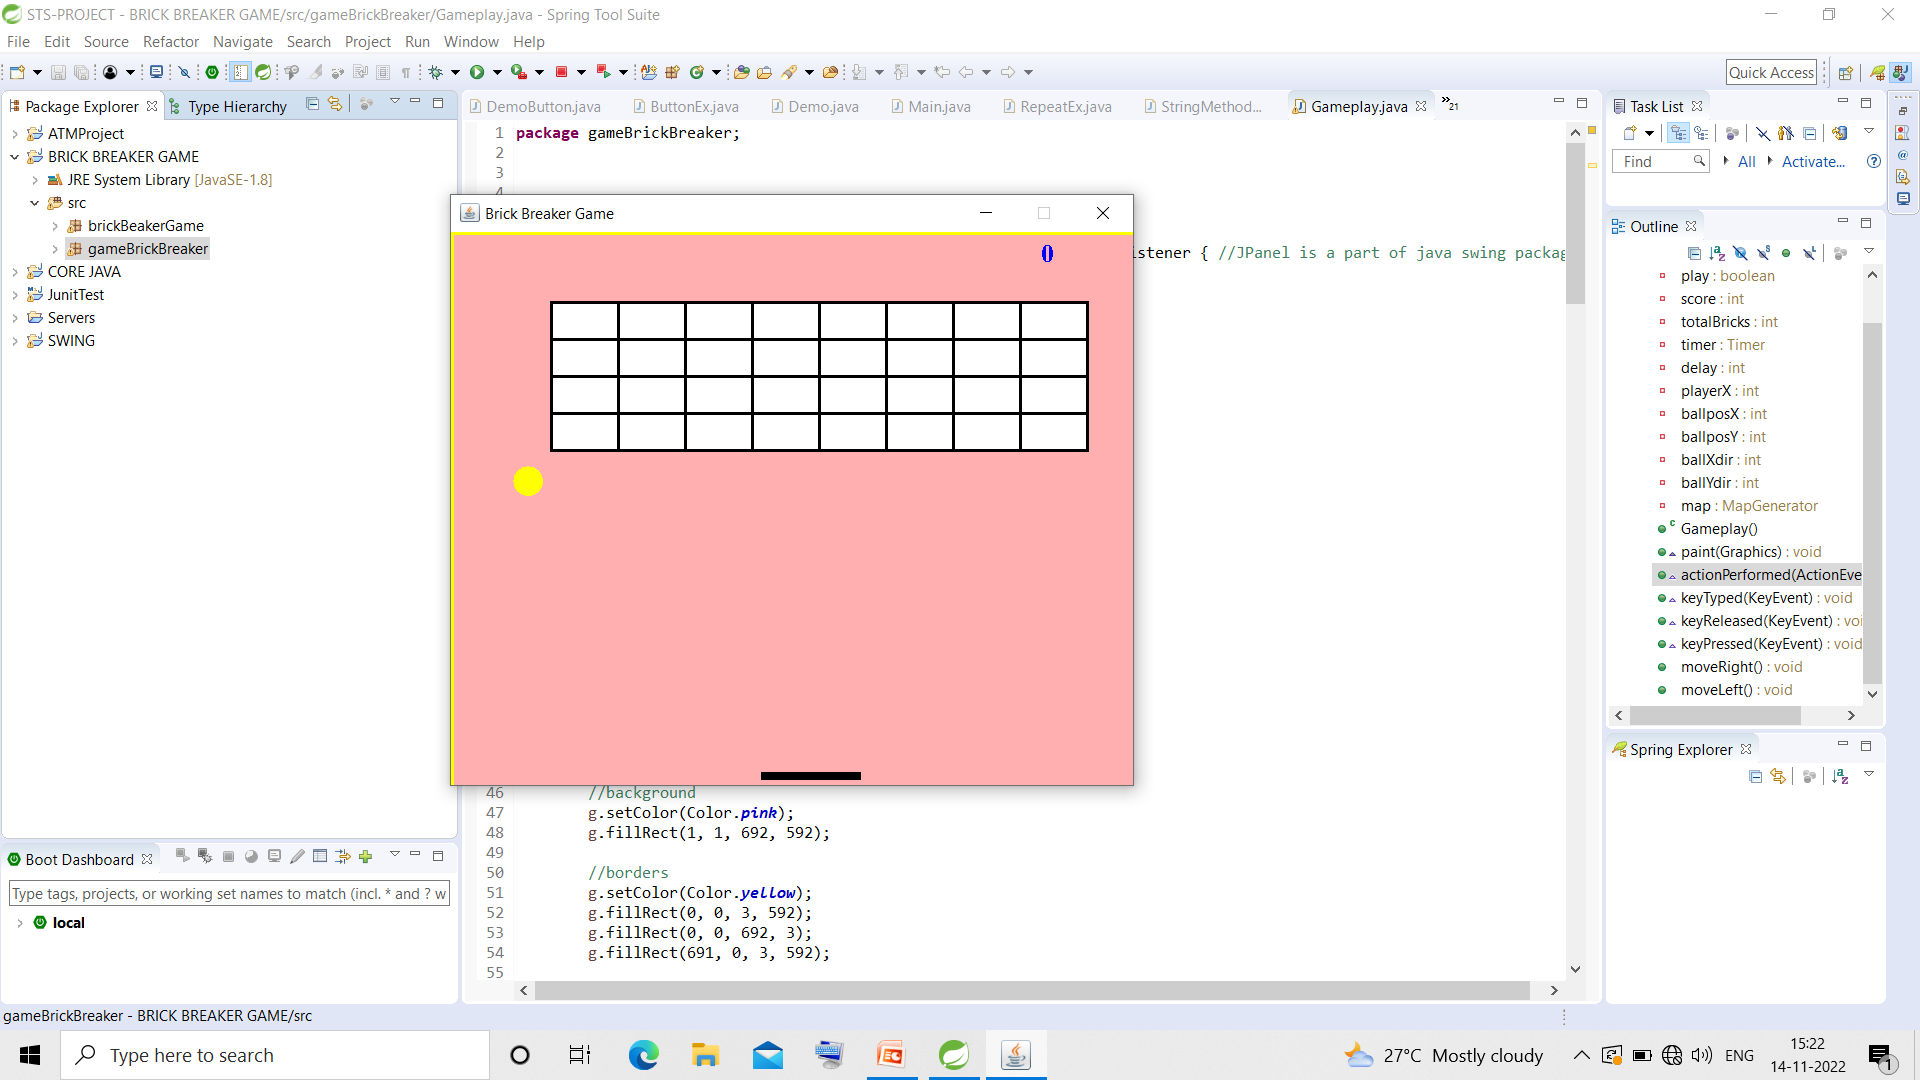 STS-PROJECT - BRICK BREAKER GAME/src/gameBrickBreaker/Gameplay.java - Spring Tool Suite
File Edit Source Refactor Navigate Search Project Run Window Help
Quick Access
Package Explorer
Type Hierarchy
ATMProject
BRICK BREAKER GAME
JRE System Library [JavaSE-1.8]
src
brickBeakerGame
gameBrickBreaker
CORE JAVA
JunitTest
Servers
SWING
DemoButton.java ButtonEx.java Demo.java Main.java RepeatEx.java StringMethod... Gameplay.java »21
1 package gameBrickBreaker;
2
3
istener { //JPanel is a part of java swing packag
Brick Breaker Game
0
46 //background
47 g.setColor(Color.pink);
48 g.fillRect(1, 1, 692, 592);
49
50 //borders
51 g.setColor(Color.yellow);
52 g.fillRect(0, 0, 3, 592);
53 g.fillRect(0, 0, 692, 3);
54 g.fillRect(691, 0, 3, 592);
55
Task List
Find All Activate...
Outline
play : boolean
score : int
totalBricks : int
timer : Timer
delay : int
playerX : int
ballposX : int
ballposY : int
ballXdir : int
ballYdir : int
map : MapGenerator
Gameplay()
paint(Graphics) : void
actionPerformed(ActionEve
keyTyped(KeyEvent) : void
keyReleased(KeyEvent) : voi
keyPressed(KeyEvent) : void
moveRight() : void
moveLeft() : void
Spring Explorer
Boot Dashboard
Type tags, projects, or working set names to match (incl. * and ? w
local
gameBrickBreaker - BRICK BREAKER GAME/src
Type here to search
27°C Mostly cloudy
ENG
15:22
14-11-2022
1